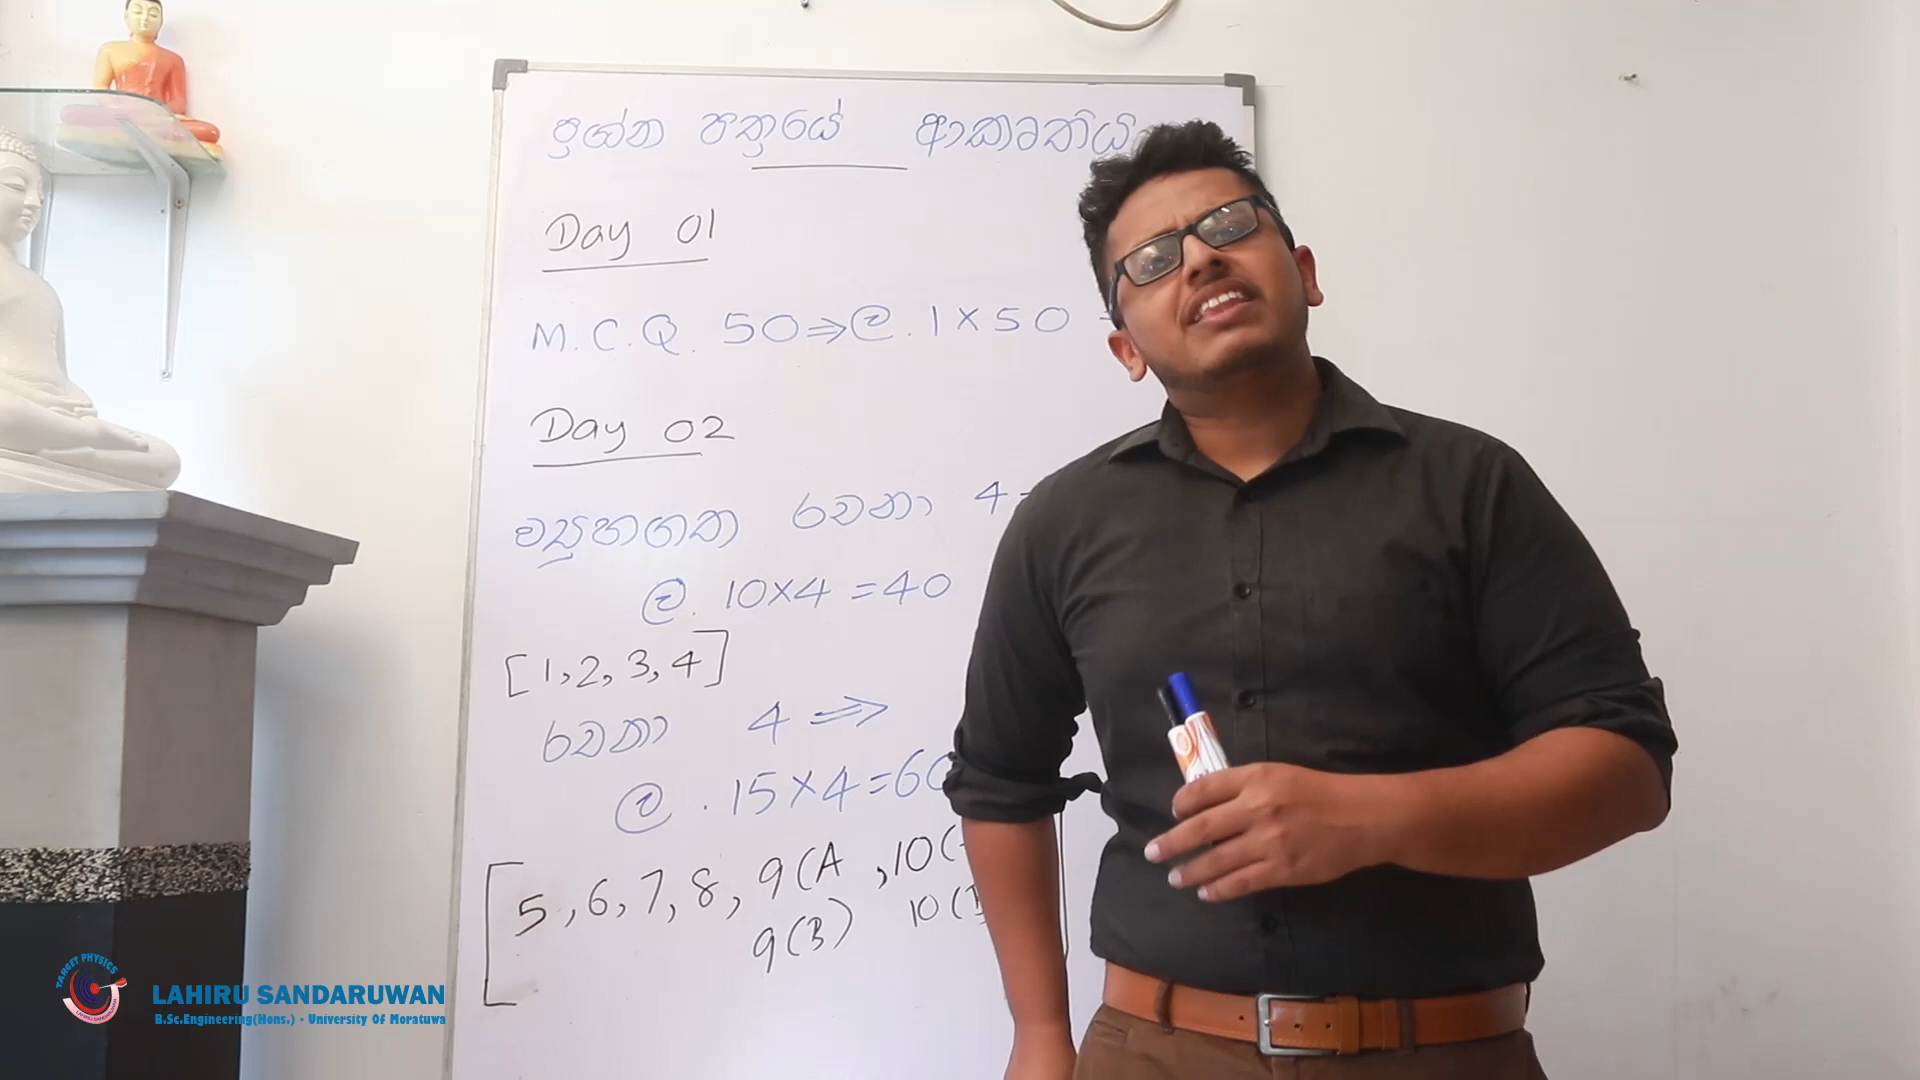 ප්‍රශ්න පත්‍රයේ ආකෘතිය
Day 01
M.C.Q. 50 ⇒ ල. 1 × 50
Day 02
ව්‍යුහගත රචනා 4
ල. 10×4 = 40
[1, 2, 3, 4]
රචනා 4 ⇒
ල. 15×4 = 60
[5, 6, 7, 8, 9(A , 10(
9(B) 10(
TARGET PHYSICS
LAHIRU SANDARUWAN
LAHIRU SANDARUWAN
B.Sc.Engineering(Hons.) - University Of Moratuwa